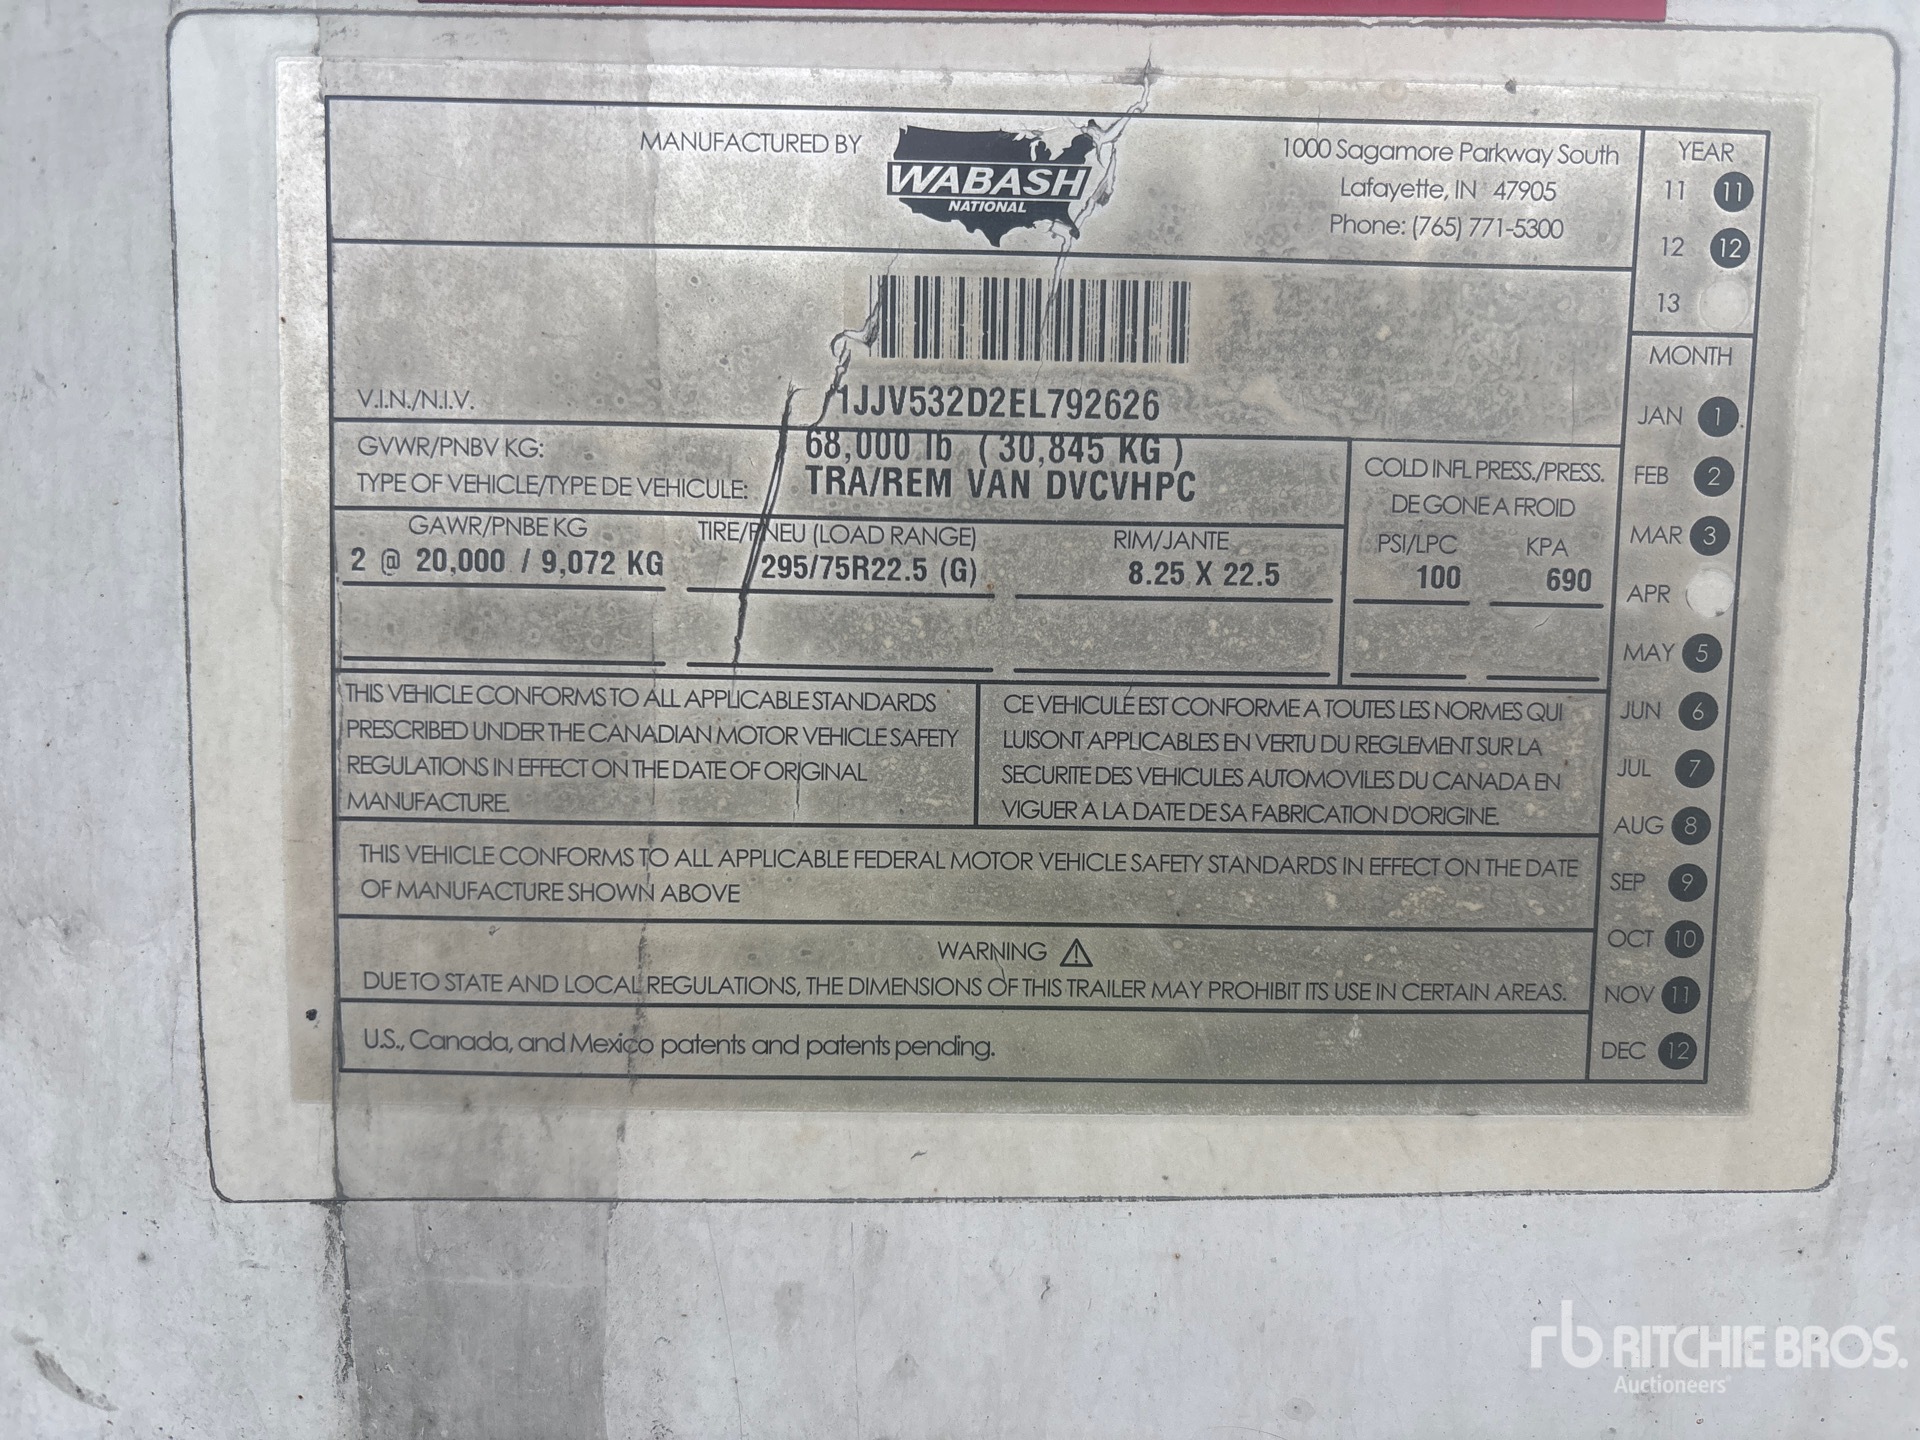 MANUFACTURED BY
WABASH
NATIONAL
1000 Sagamore Parkway South
Lafayette, IN 47905
Phone: (765) 771-5300
YEAR
11 11
12 12
13
V.I.N./N.I.V. 1JJV532D2EL792626
GVWR/PNBV KG: 68,000 lb (30,845 KG)
TYPE OF VEHICLE/TYPE DE VEHICULE: TRA/REM VAN DVCVHPC
COLD INFL PRESS./PRESS.
DE GONE A FROID
GAWR/PNBE KG TIRE/PNEU (LOAD RANGE) RIM/JANTE PSI/LPC KPA
2 @ 20,000 / 9,072 KG 295/75R22.5 (G) 8.25 X 22.5 100 690
MONTH
JAN 1
FEB 2
MAR 3
APR
MAY 5
JUN 6
JUL 7
AUG 8
SEP 9
OCT 10
NOV 11
DEC 12
THIS VEHICLE CONFORMS TO ALL APPLICABLE STANDARDS
PRESCRIBED UNDER THE CANADIAN MOTOR VEHICLE SAFETY
REGULATIONS IN EFFECT ON THE DATE OF ORIGINAL
MANUFACTURE.
CE VEHICULE EST CONFORME A TOUTES LES NORMES QUI
LUISONT APPLICABLES EN VERTU DU REGLEMENT SUR LA
SECURITE DES VEHICULES AUTOMOVILES DU CANADA EN
VIGUER A LA DATE DE SA FABRICATION D'ORIGINE.
THIS VEHICLE CONFORMS TO ALL APPLICABLE FEDERAL MOTOR VEHICLE SAFETY STANDARDS IN EFFECT ON THE DATE
OF MANUFACTURE SHOWN ABOVE
WARNING
DUE TO STATE AND LOCAL REGULATIONS, THE DIMENSIONS OF THIS TRAILER MAY PROHIBIT ITS USE IN CERTAIN AREAS.
U.S., Canada, and Mexico patents and patents pending.
rb RITCHIE BROS.
Auctioneers